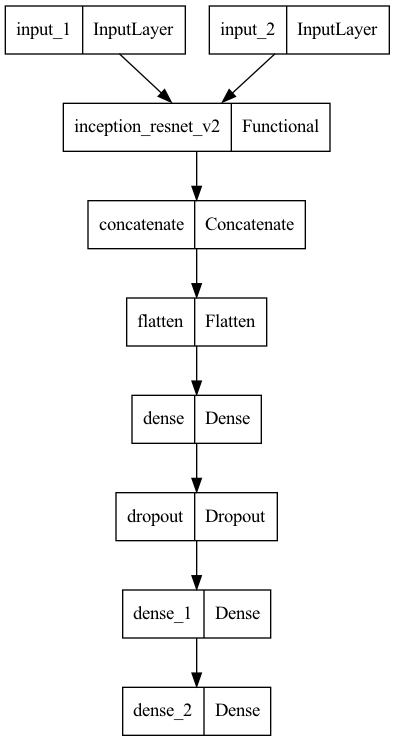 input_1 InputLayer input_2 InputLayer
inception_resnet_v2 Functional
concatenate Concatenate
flatten Flatten
dense Dense
dropout Dropout
dense_1 Dense
dense_2 Dense